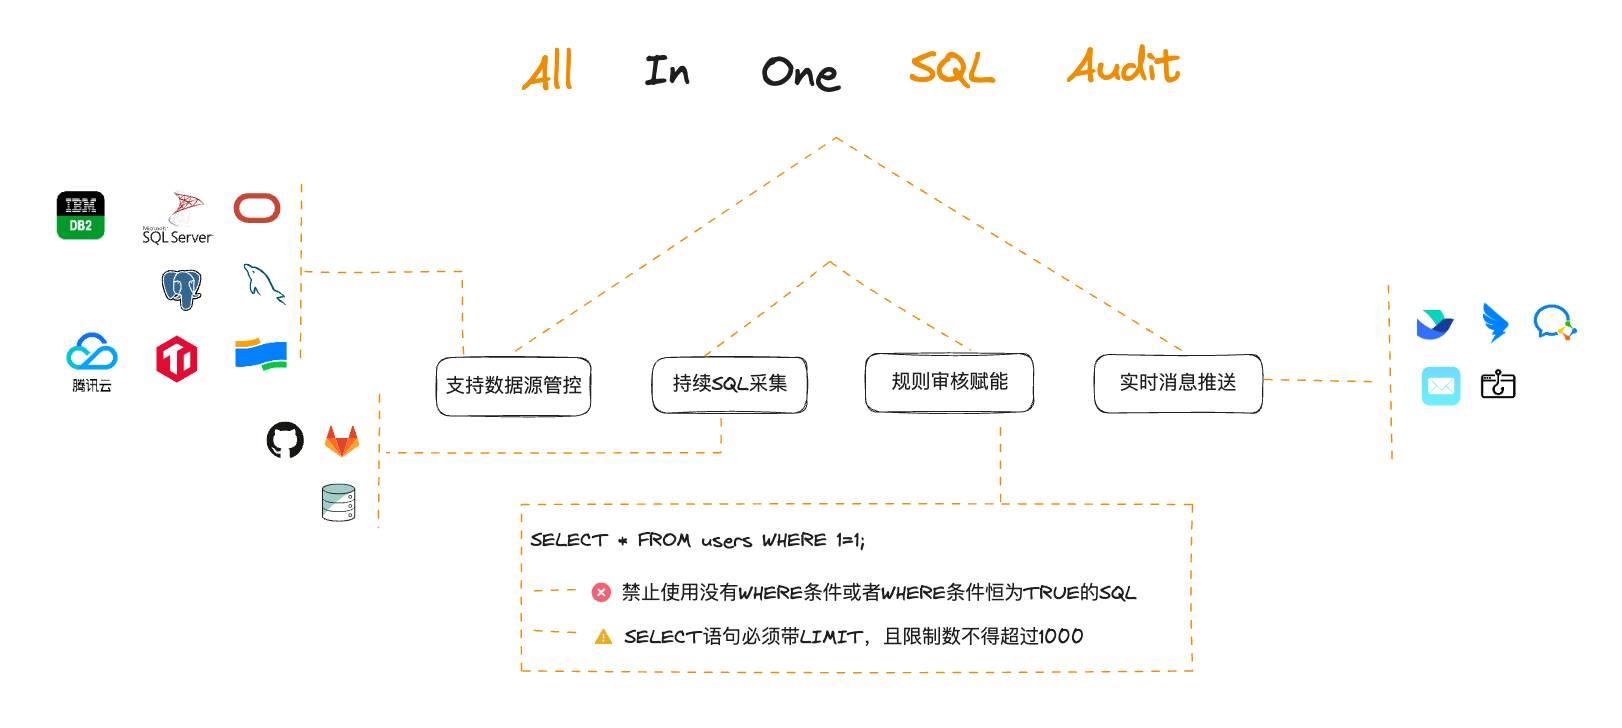 All In One SQL Audit
IBM
DB2
Microsoft
SQL Server
腾讯云
支持数据源管控
持续SQL采集
规则审核赋能
实时消息推送
SELECT * FROM users WHERE 1=1;
禁止使用没有WHERE条件或者WHERE条件恒为TRUE的SQL
SELECT语句必须带LIMIT，且限制数不得超过1000